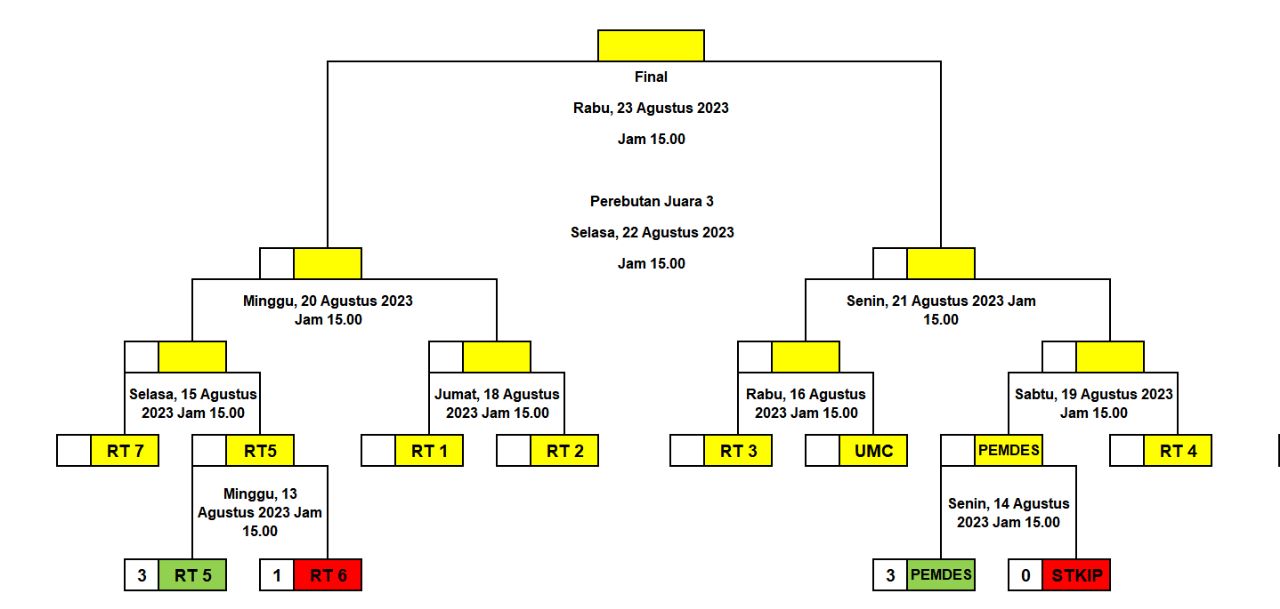 Final
Rabu, 23 Agustus 2023
Jam 15.00
Perebutan Juara 3
Selasa, 22 Agustus 2023
Jam 15.00
Minggu, 20 Agustus 2023
Jam 15.00
Senin, 21 Agustus 2023 Jam
15.00
Selasa, 15 Agustus
2023 Jam 15.00
Jumat, 18 Agustus
2023 Jam 15.00
Rabu, 16 Agustus
2023 Jam 15.00
Sabtu, 19 Agustus 2023
Jam 15.00
RT 7
RT5
RT 1
RT 2
RT 3
UMC
PEMDES
RT 4
Minggu, 13
Agustus 2023 Jam
15.00
Senin, 14 Agustus
2023 Jam 15.00
3 RT 5
1 RT 6
3 PEMDES
0 STKIP